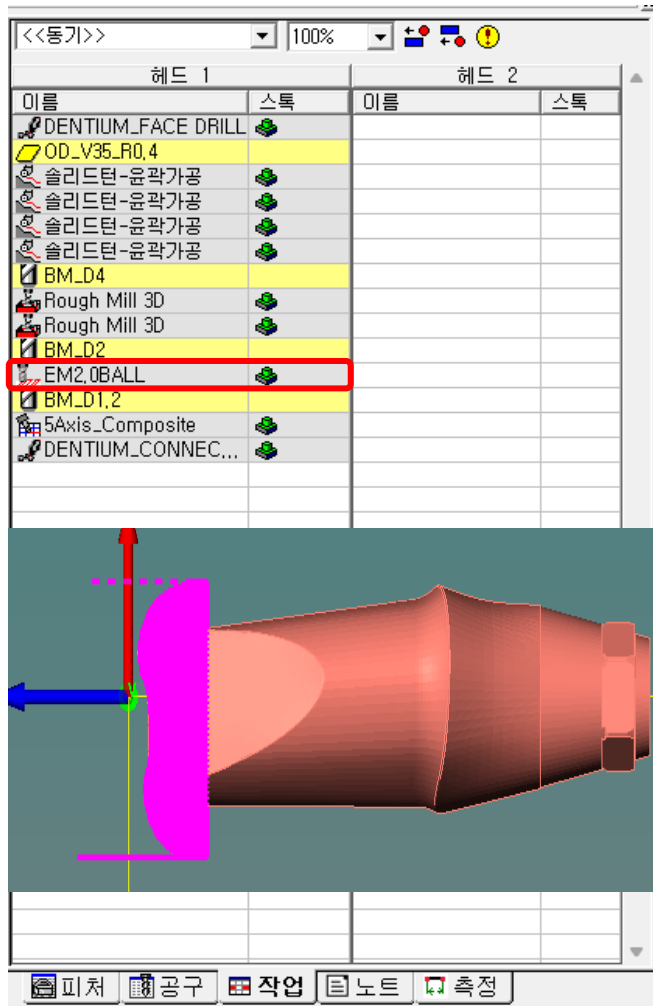 <<동기>> 100%
헤드 1 헤드 2
이름 스톡 이름 스톡
DENTIUM_FACE DRILL
OD_V35_R0,4
솔리드턴-윤곽가공
솔리드턴-윤곽가공
솔리드턴-윤곽가공
솔리드턴-윤곽가공
BM_D4
Rough Mill 3D
Rough Mill 3D
BM_D2
EM2,0BALL
BM_D1,2
5Axis_Composite
DENTIUM_CONNEC,,,
피처 공구 작업 노트 측정